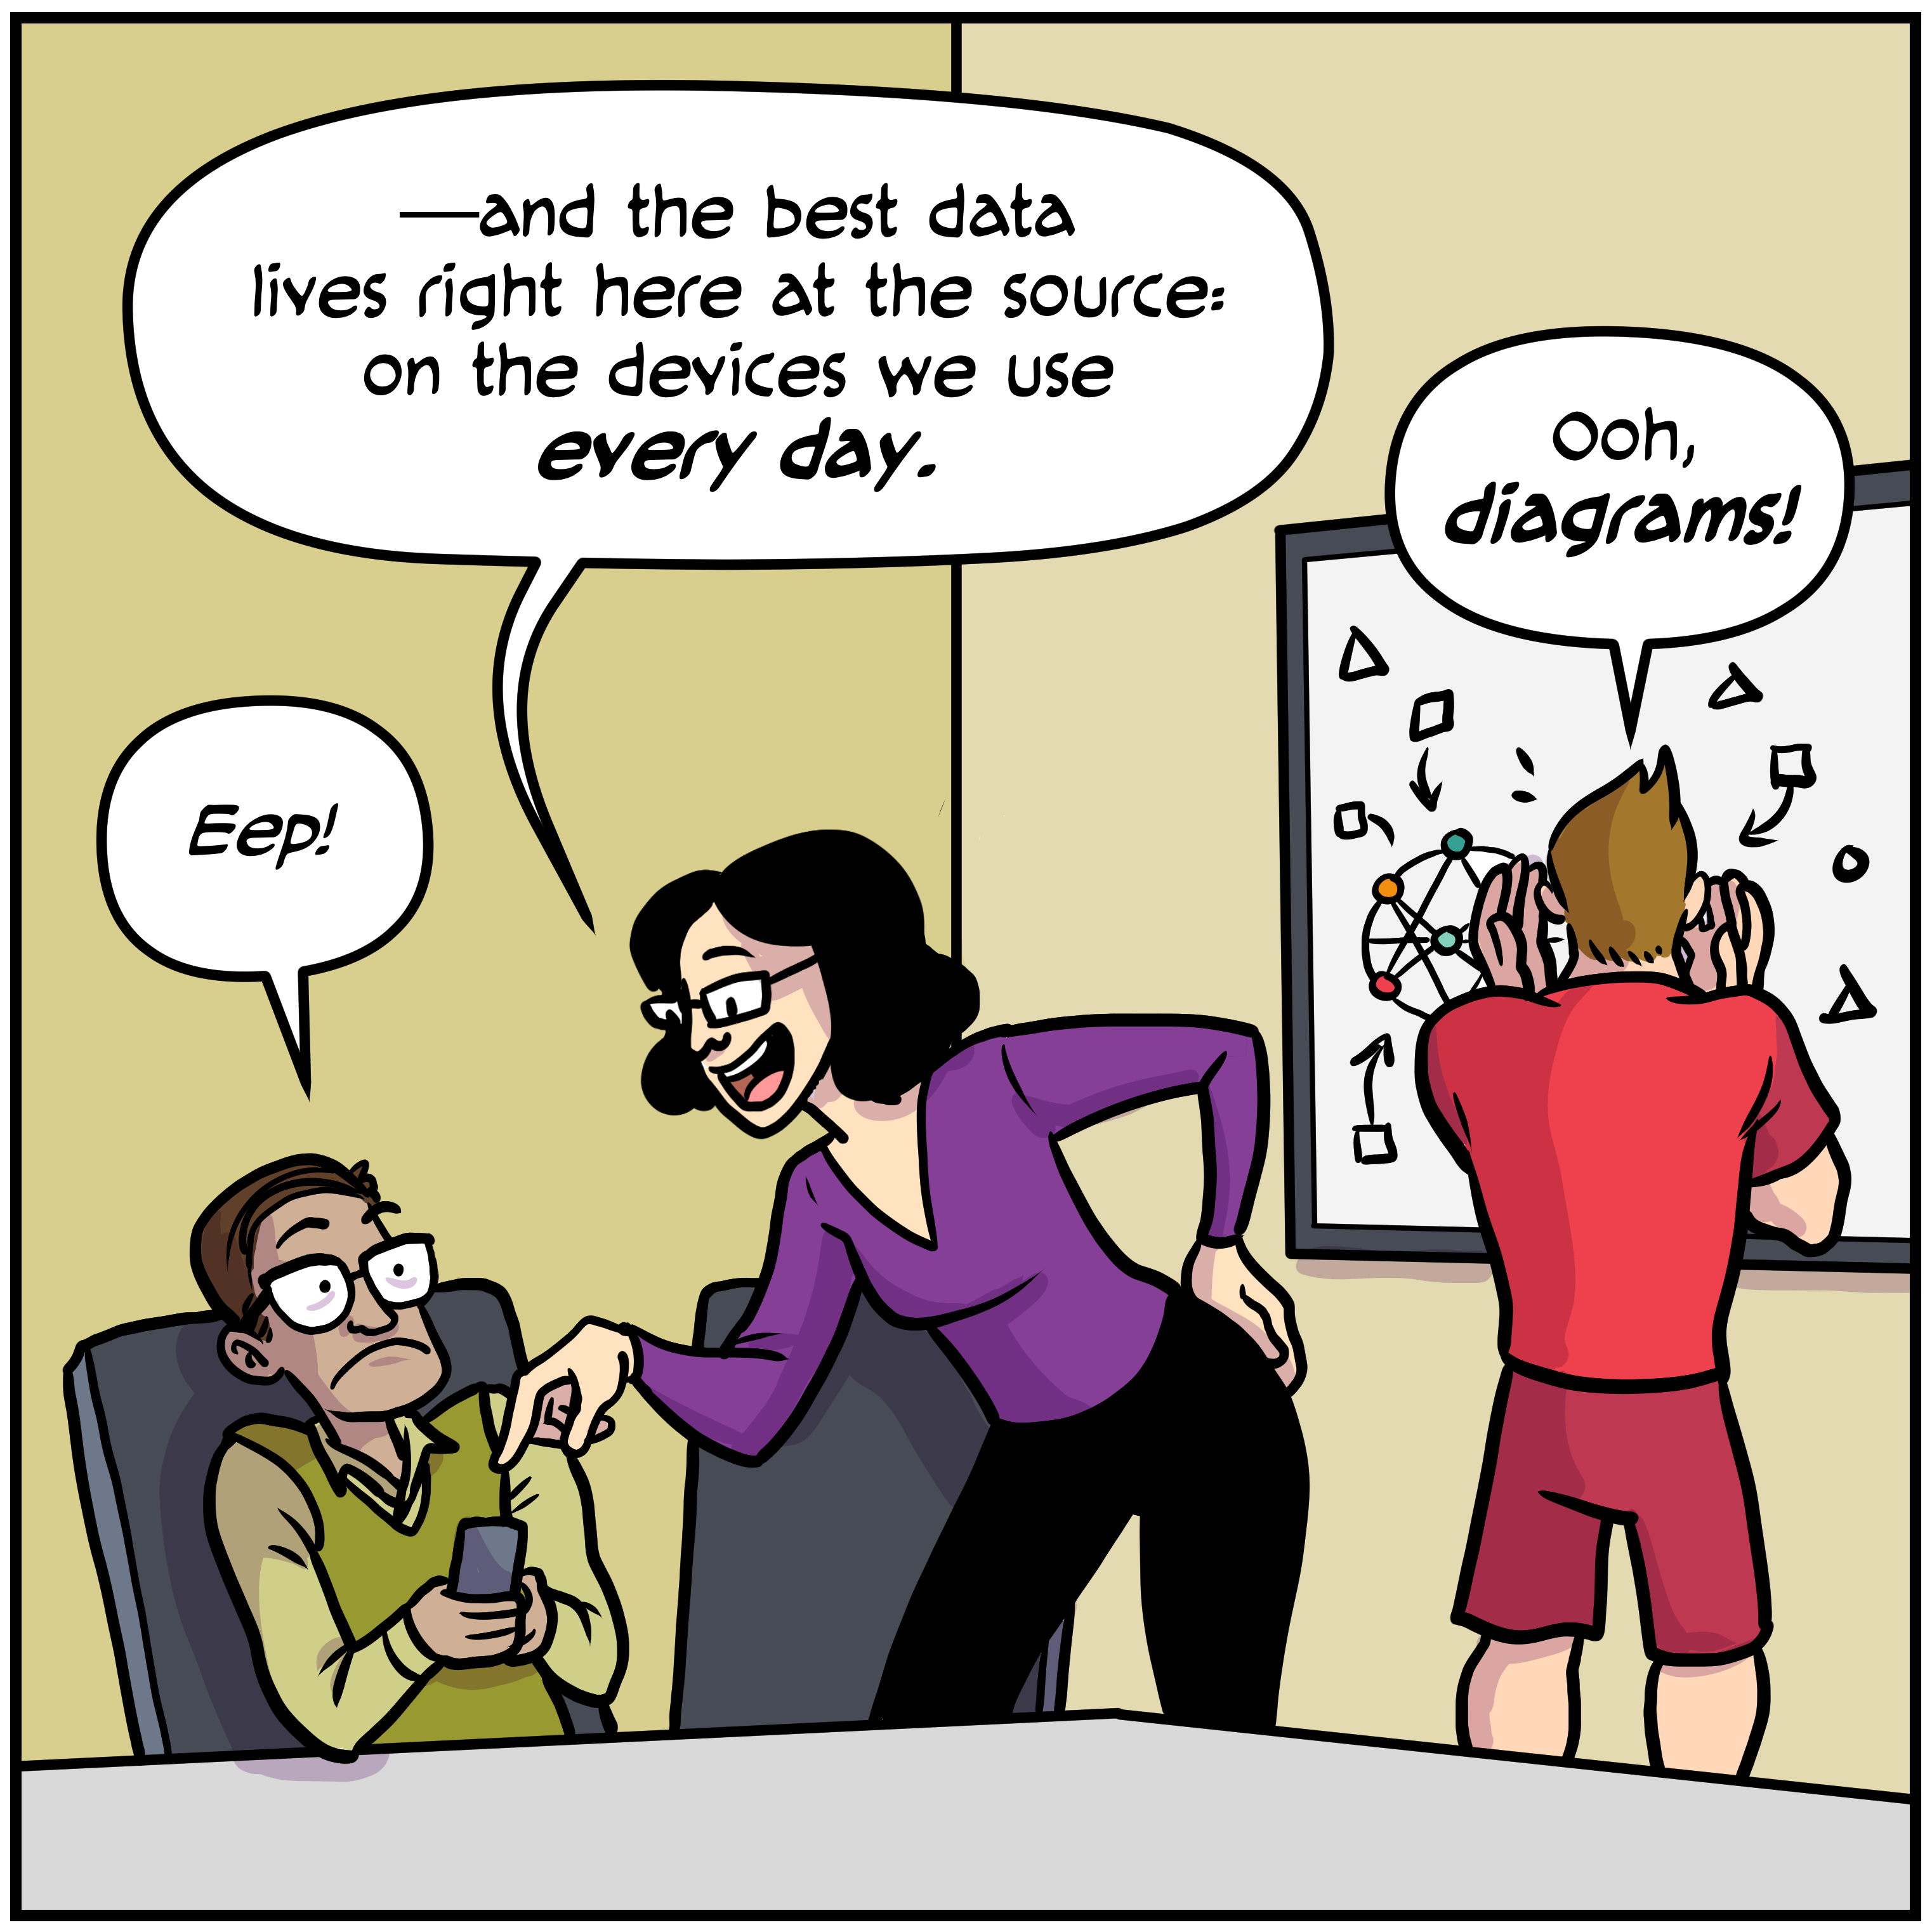 —and the best data
lives right here at the source:
on the devices we use
every day.
Ooh,
diagrams!
Eep!